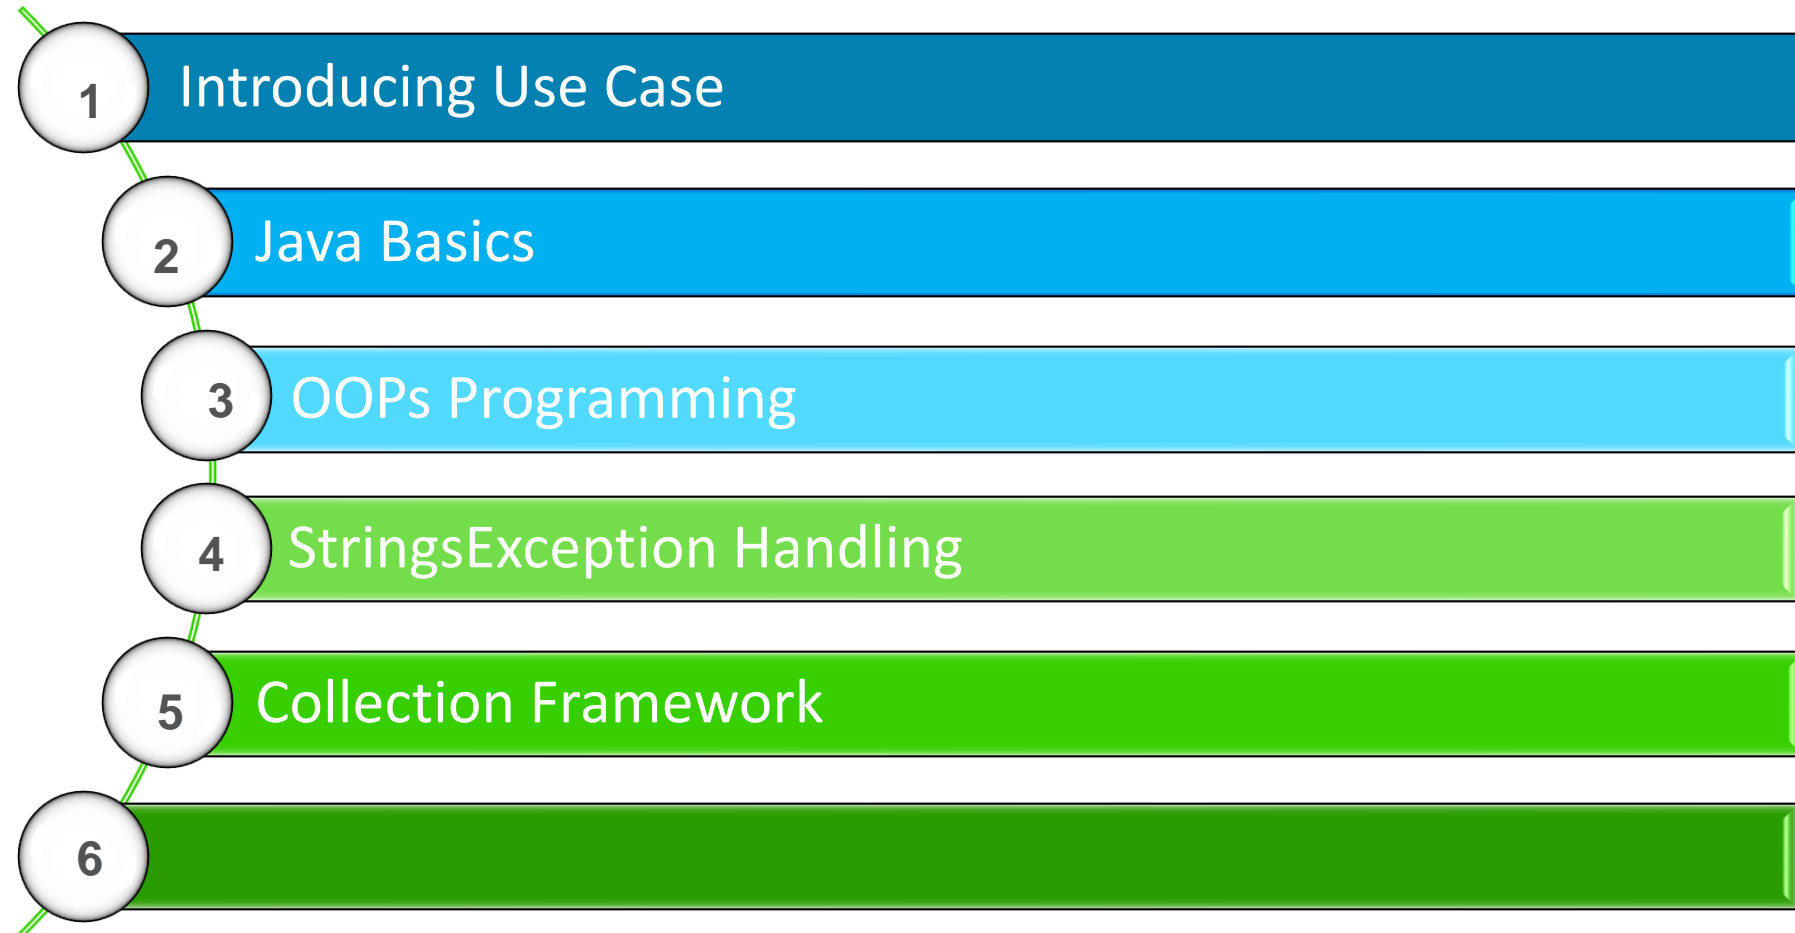 1 Introducing Use Case
2 Java Basics
3 OOPs Programming
4 StringsException Handling
5 Collection Framework
6